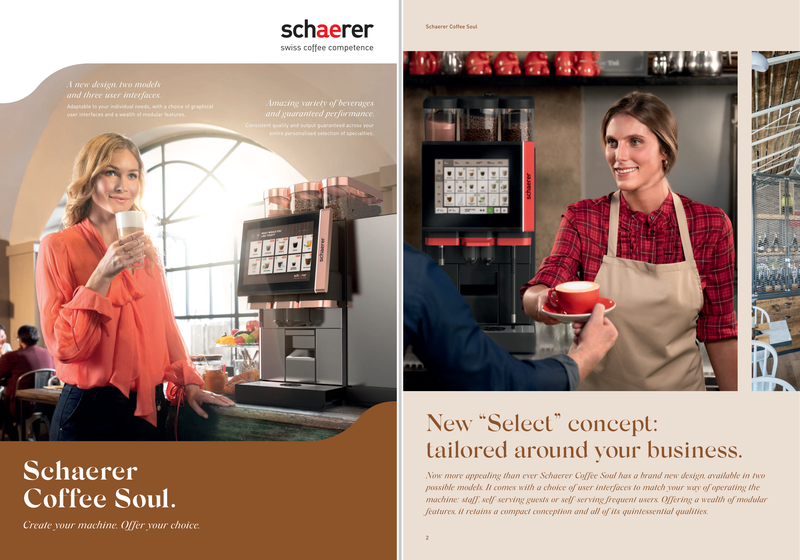 schaerer
swiss coffee competence
A new design, two models
and three user interfaces.
Adaptable to your individual needs, with a choice of graphical
user interfaces and a wealth of modular features.
Amazing variety of beverages
and guaranteed performance.
Consistent quality and output guaranteed across your
entire personalised selection of specialities.
schaerer
Schaerer
Coffee Soul.
Create your machine. Offer your choice.
Schaerer Coffee Soul
schaerer
New “Select” concept:
tailored around your business.
Now more appealing than ever Schaerer Coffee Soul has a brand new design, available in two
possible models. It comes with a choice of user interfaces to match your way of operating the
machine: staff, self-serving guests or self-serving frequent users. Offering a wealth of modular
features, it retains a compact conception and all of its quintessential qualities.
2